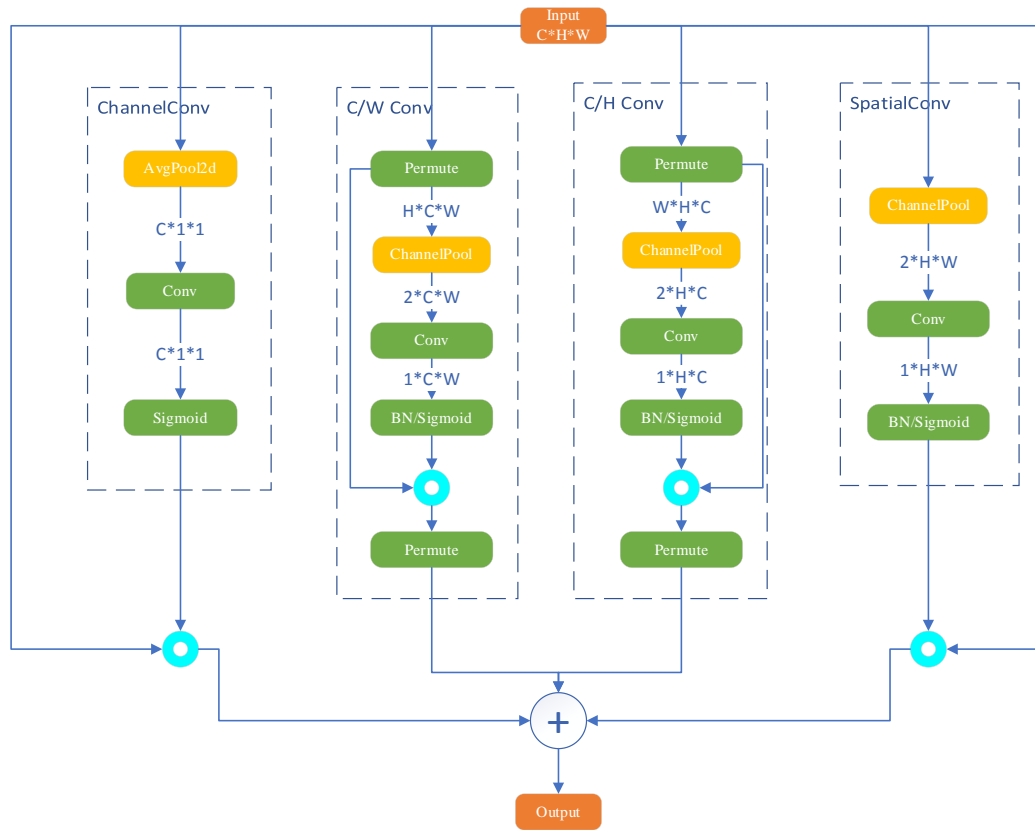 Input
C*H*W
ChannelConv
AvgPool2d
C*1*1
Conv
C*1*1
Sigmoid
C/W Conv
Permute
H*C*W
ChannelPool
2*C*W
Conv
1*C*W
BN/Sigmoid
Permute
C/H Conv
Permute
W*H*C
ChannelPool
2*H*C
Conv
1*H*C
BN/Sigmoid
Permute
SpatialConv
ChannelPool
2*H*W
Conv
1*H*W
BN/Sigmoid
+
Output